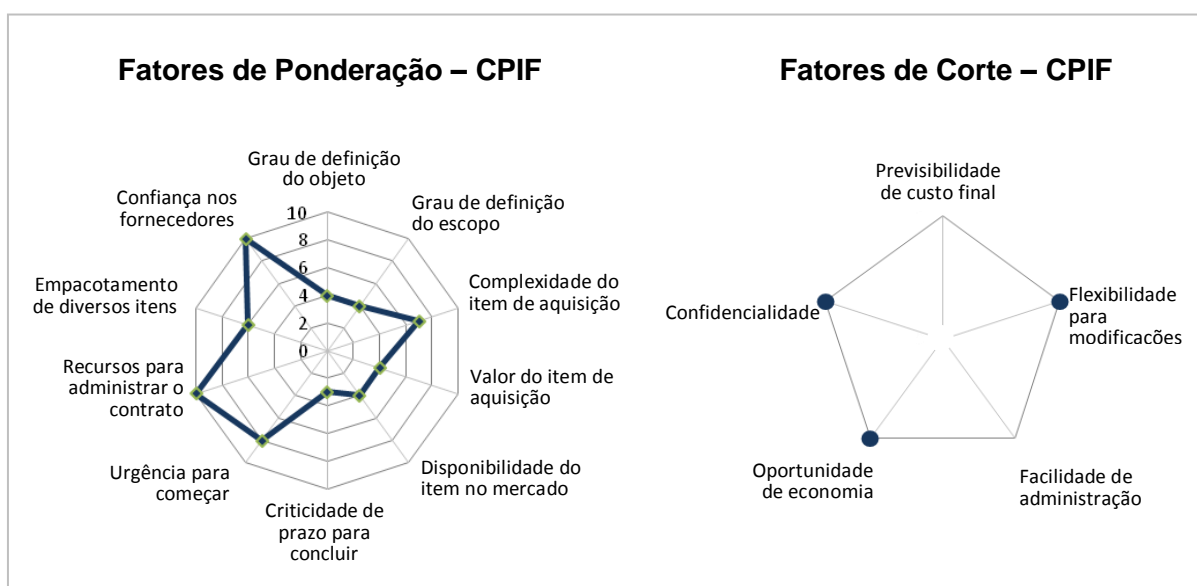 Fatores de Ponderação – CPIF
Grau de definição
do objeto
Confiança nos
fornecedores
Grau de definição
do escopo
Empacotamento
de diversos itens
Complexidade do
item de aquisição
Recursos para
administrar o
contrato
Valor do item de
aquisição
Urgência para
começar
Disponibilidade do
item no mercado
Criticidade de
prazo para
concluir
10
8
6
4
2
0
Fatores de Corte – CPIF
Previsibilidade
de custo final
Confidencialidade
Flexibilidade
para
modificacões
Oportunidade
de economia
Facilidade de
administração